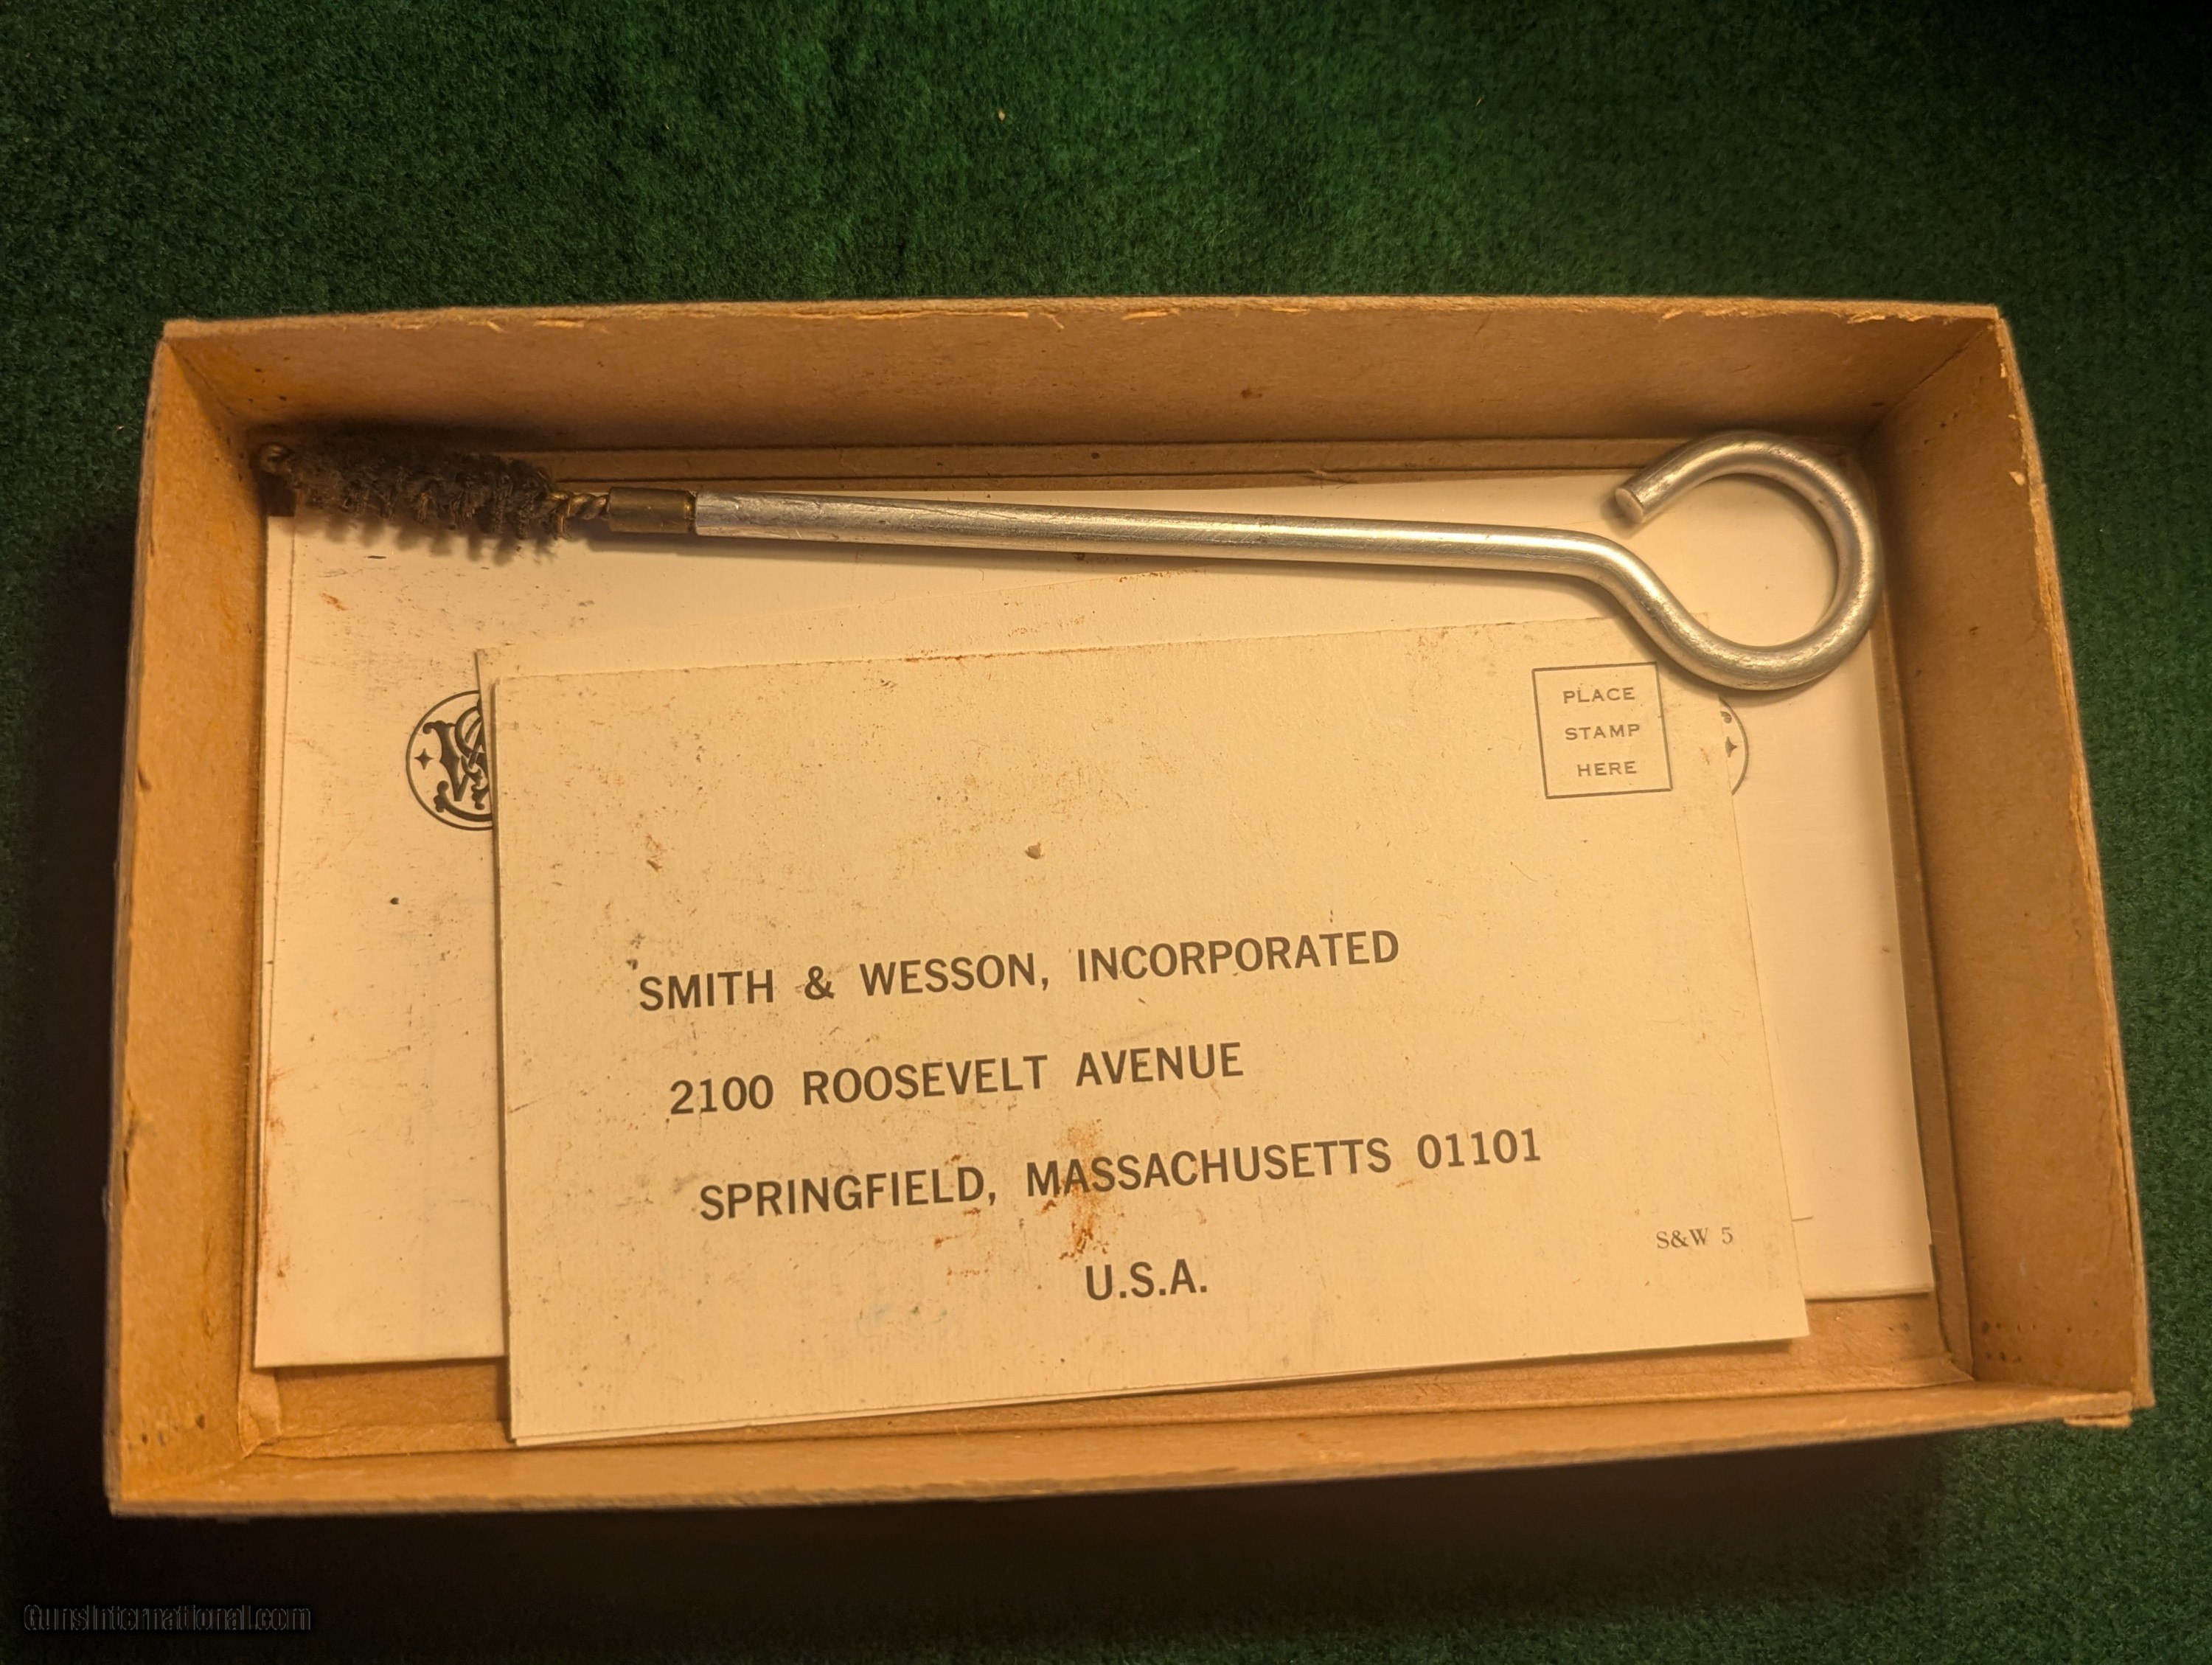 PLACE
STAMP
HERE
SMITH & WESSON, INCORPORATED
2100 ROOSEVELT AVENUE
SPRINGFIELD, MASSACHUSETTS 01101
U.S.A.
S&W 5
GunsInternational.com